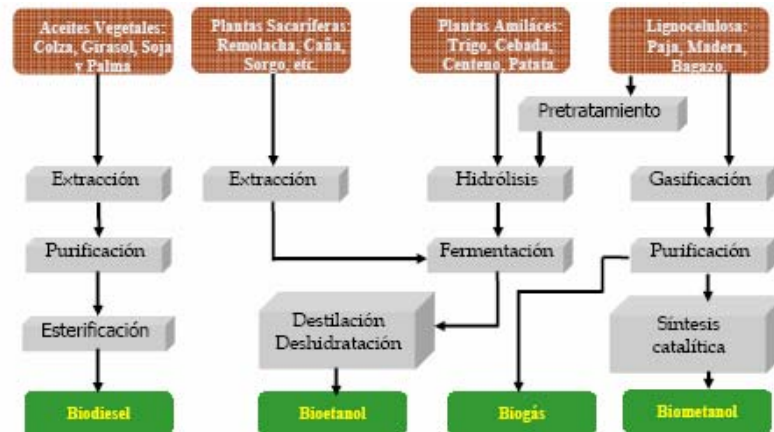 Aceites Vegetales:
Colza, Girasol, Soja
y Palma
Plantas Sacaríferas:
Remolacha, Caña,
Sorgo, etc.
Plantas Amiláces:
Trigo, Cebada,
Centeno, Patata.
Lignocelulosa:
Paja, Madera,
Bagazo.
Pretratamiento
Extracción
Extracción
Hidrólisis
Gasificación
Purificación
Fermentación
Purificación
Esterificación
Destilación
Deshidratación
Síntesis
catalítica
Biodiesel
Bioetanol
Biogás
Biometanol